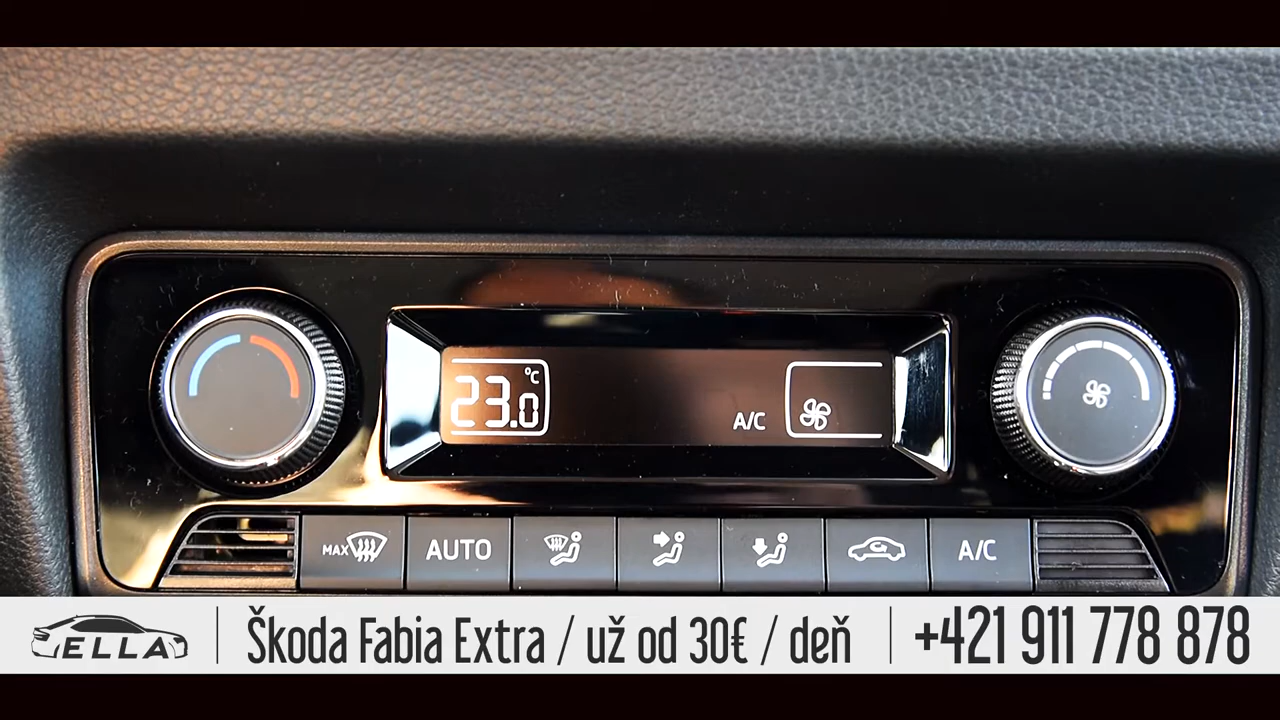 °C
23.0
A/C
MAX
AUTO
A/C
ELLA
Škoda Fabia Extra / už od 30€ / deň
+421 911 778 878